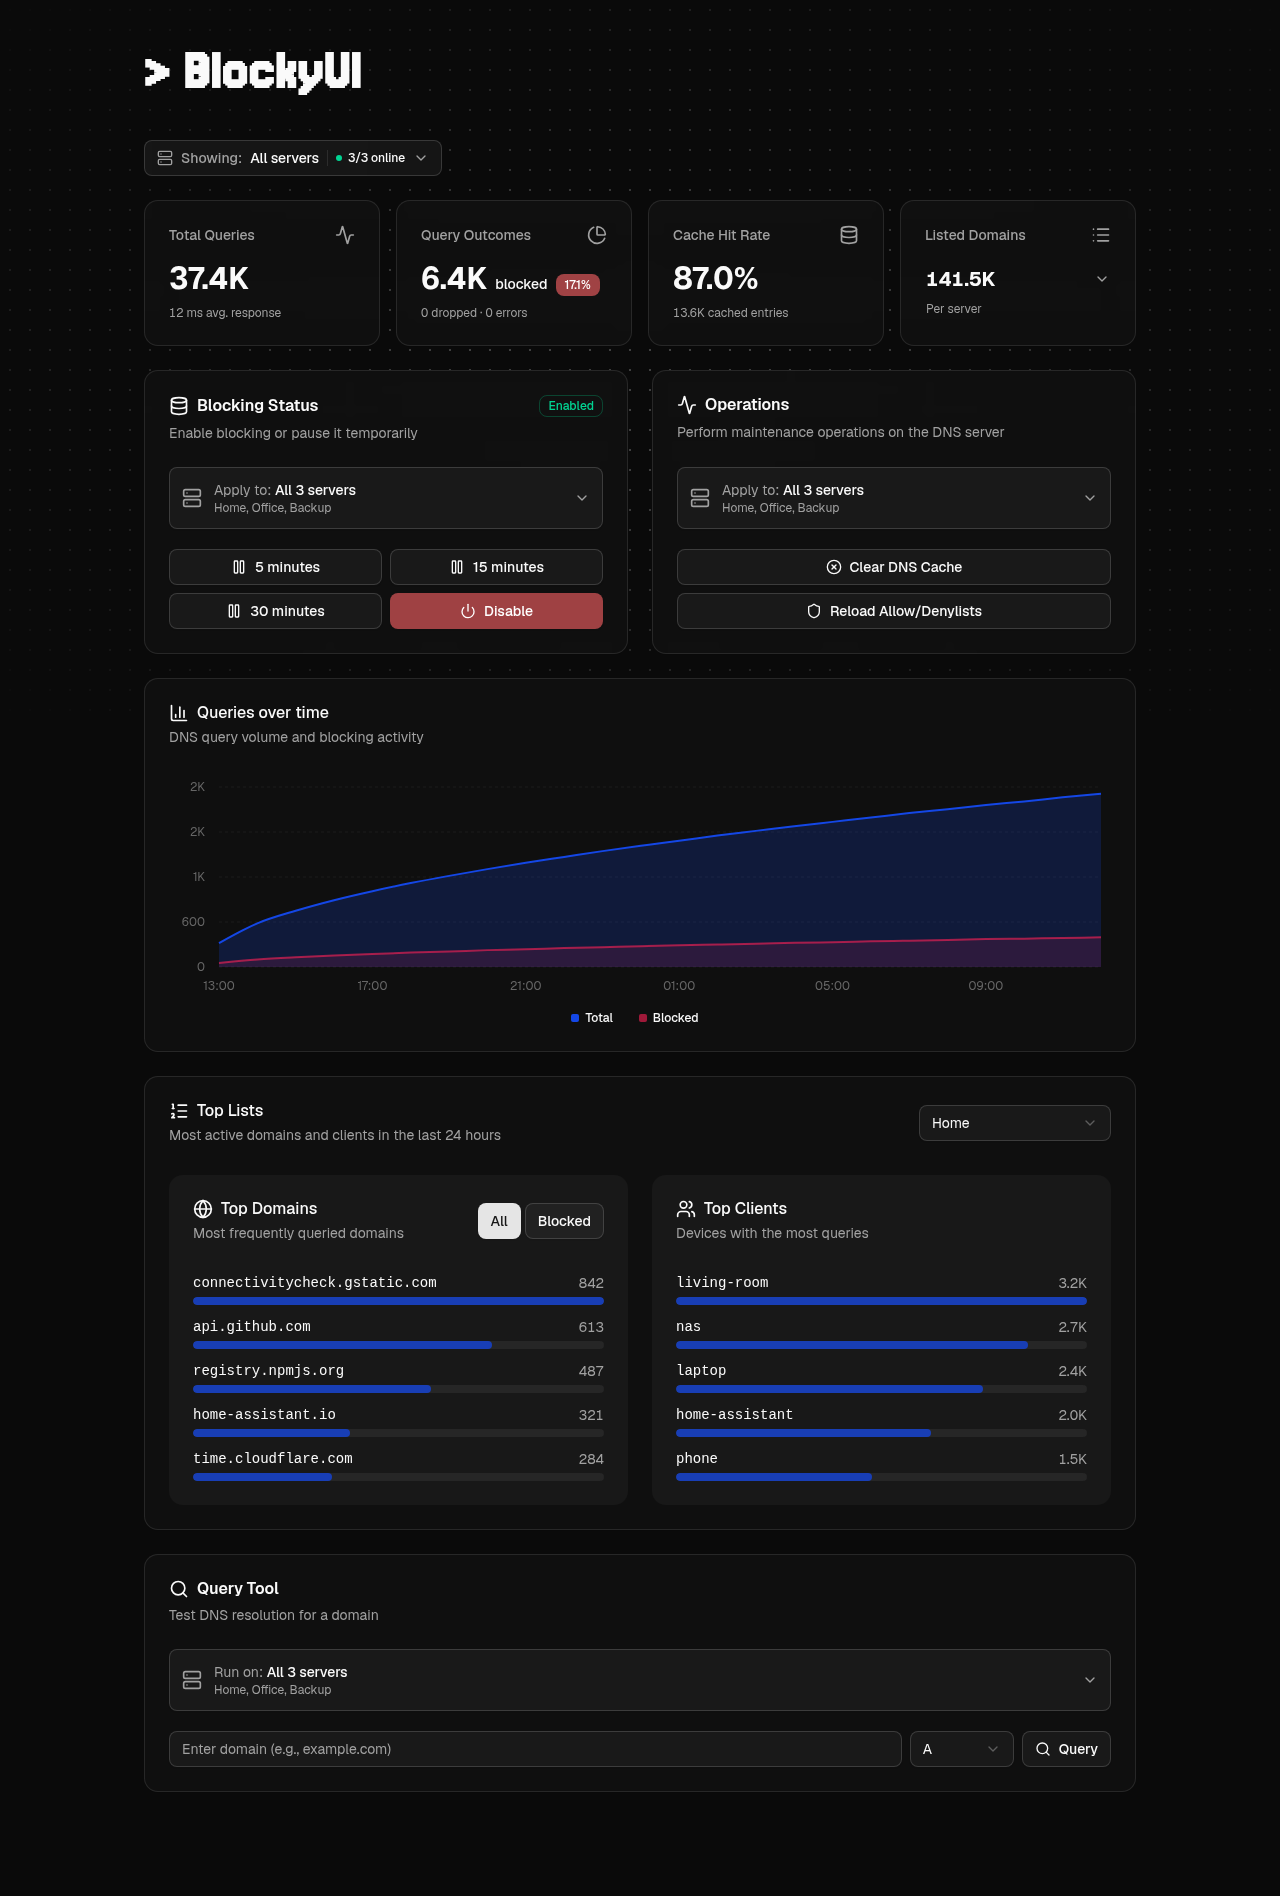 > BlockyUI
Showing: All servers 3/3 online
Total Queries
37.4K
12 ms avg. response
Query Outcomes
6.4K blocked 17.1%
0 dropped · 0 errors
Cache Hit Rate
87.0%
13.6K cached entries
Listed Domains
141.5K
Per server
Blocking Status
Enabled
Enable blocking or pause it temporarily
Apply to: All 3 servers
Home, Office, Backup
5 minutes
15 minutes
30 minutes
Disable
Operations
Perform maintenance operations on the DNS server
Apply to: All 3 servers
Home, Office, Backup
Clear DNS Cache
Reload Allow/Denylists
Queries over time
DNS query volume and blocking activity
2K
2K
1K
600
0
13:00 17:00 21:00 01:00 05:00 09:00
Total Blocked
Top Lists
Most active domains and clients in the last 24 hours
Home
Top Domains
Most frequently queried domains
All Blocked
connectivitycheck.gstatic.com 842
api.github.com 613
registry.npmjs.org 487
home-assistant.io 321
time.cloudflare.com 284
Top Clients
Devices with the most queries
living-room 3.2K
nas 2.7K
laptop 2.4K
home-assistant 2.0K
phone 1.5K
Query Tool
Test DNS resolution for a domain
Run on: All 3 servers
Home, Office, Backup
Enter domain (e.g., example.com)
A
Query